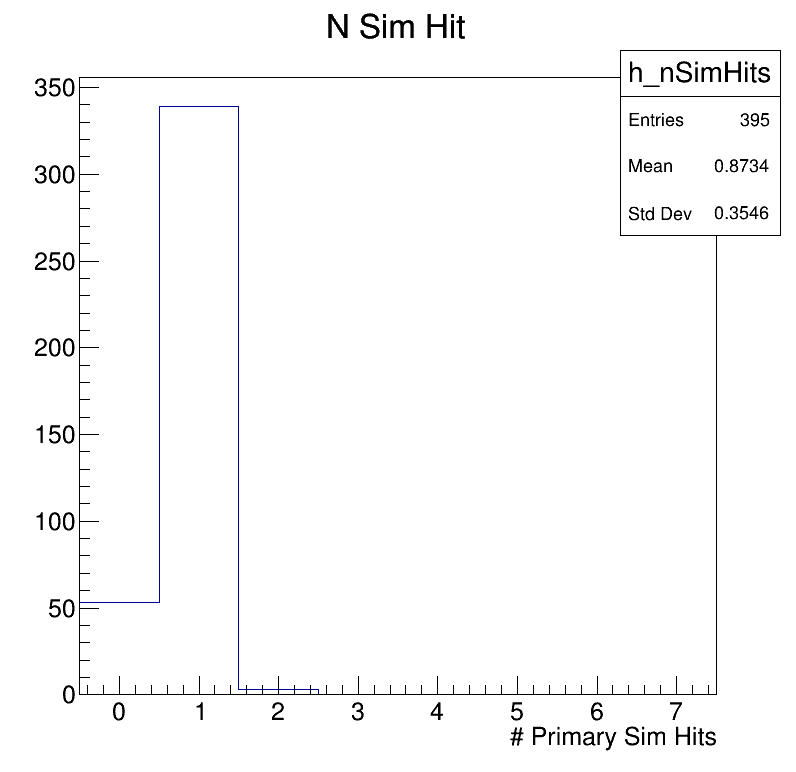 N Sim Hit
h_nSimHits
Entries 395
Mean 0.8734
Std Dev 0.3546
350
300
250
200
150
100
50
0
0 1 2 3 4 5 6 7
# Primary Sim Hits